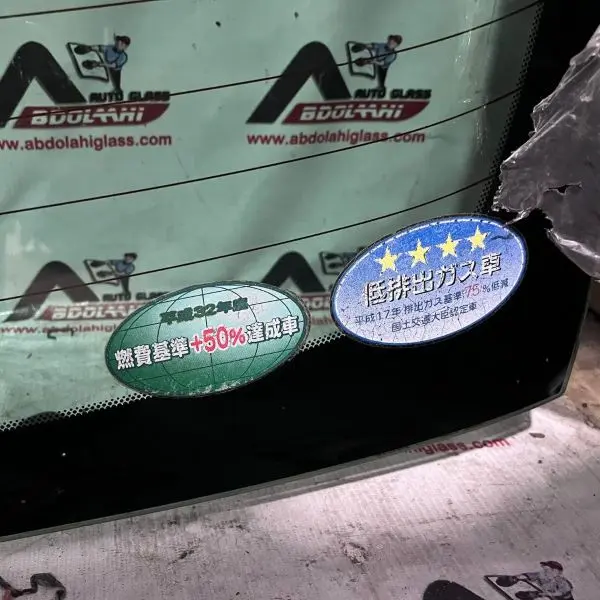 AUTO GLASS
ABDOLAAHI
www.abdolahiglass.com
AUTO GLASS
ABDOLAAHI
www.abdolahiglass.com
低排出ガス車
平成17年排出ガス基準75%低減
国土交通大臣認定車
平成32年度
燃費基準+50%達成車